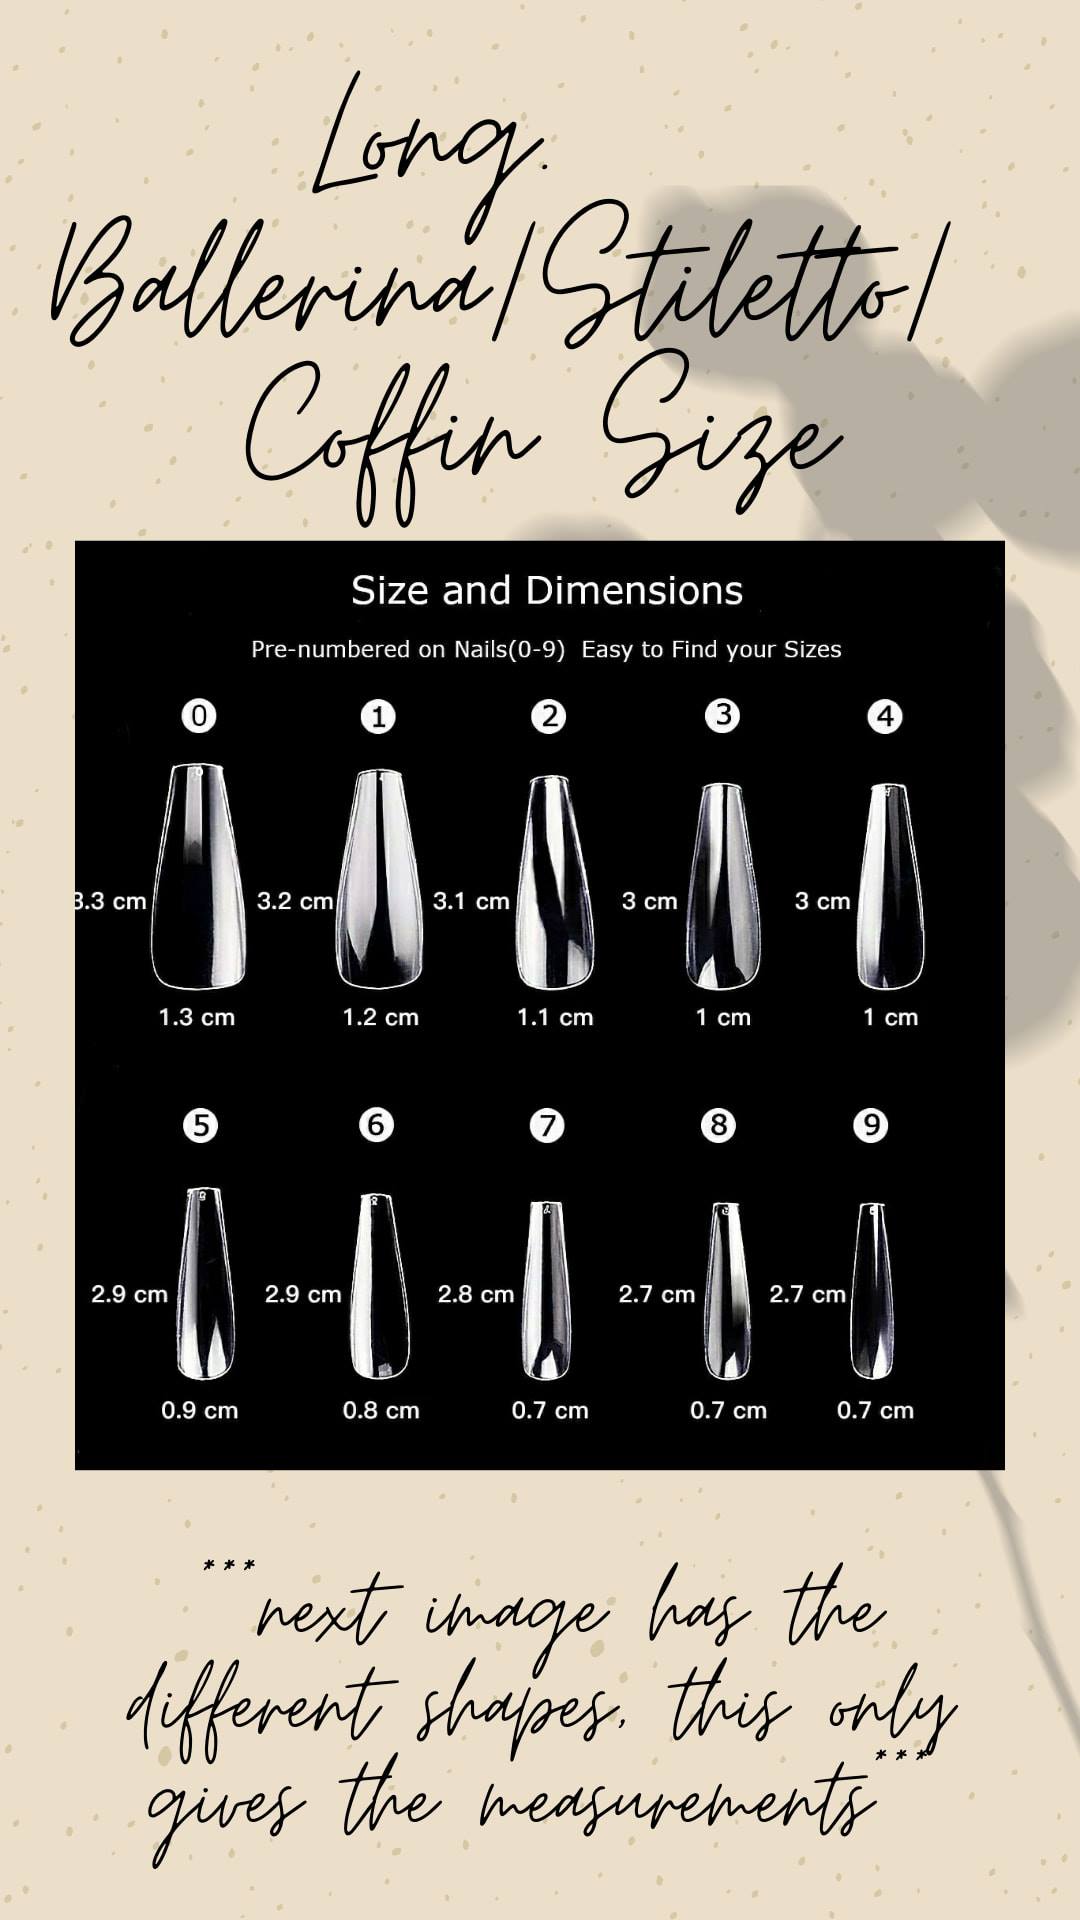 Long.
Ballerina/Stiletto/
Coffin Size
Size and Dimensions
Pre-numbered on Nails(0-9) Easy to Find your Sizes
0 1 2 3 4
3.3 cm 3.2 cm 3.1 cm 3 cm 3 cm
1.3 cm 1.2 cm 1.1 cm 1 cm 1 cm
5 6 7 8 9
2.9 cm 2.9 cm 2.8 cm 2.7 cm 2.7 cm
0.9 cm 0.8 cm 0.7 cm 0.7 cm 0.7 cm
***next image has the
different shapes, this only
gives the measurements***